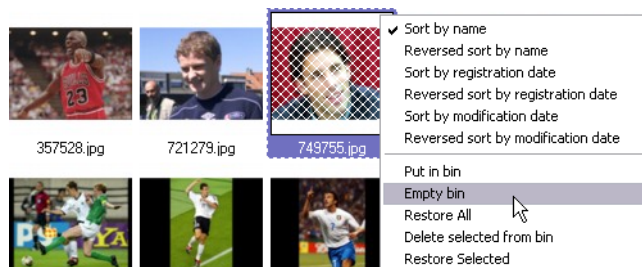 Sort by name
Reversed sort by name
Sort by registration date
Reversed sort by registration date
Sort by modification date
Reversed sort by modification date
23
357528.jpg
721279.jpg
749755.jpg
Put in bin
Empty bin
Restore All
Delete selected from bin
Restore Selected